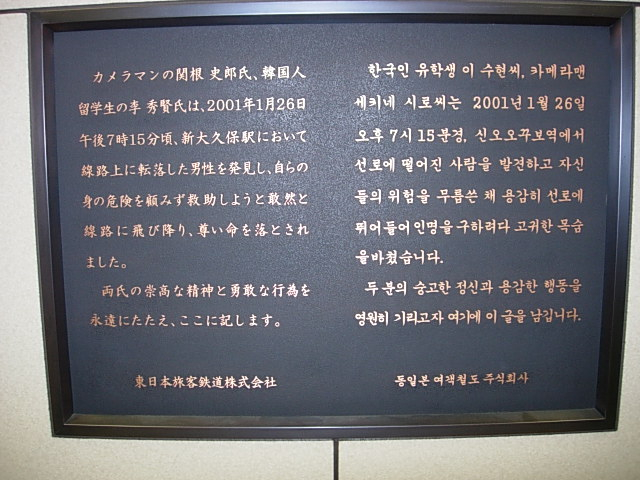 カメラマンの関根 史郎氏、韓国人
留学生の李 秀賢氏は、2001年1月26日
午後7時15分頃、新大久保駅において
線路上に転落した男性を発見し、自らの
身の危険を顧みず救助しようと敢然と
線路に飛び降り、尊い命を落とされ
ました。
両氏の崇高な精神と勇敢な行為を
永遠にたたえ、ここに記します。
東日本旅客鉄道株式会社
한국인 유학생 이 수현씨, 카메라맨
세키네 시로씨는 2001년 1월 26일
오후 7시 15분경, 신오오쿠보역에서
선로에 떨어진 사람을 발견하고 자신
들의 위험을 무릅쓴 채 용감히 선로에
뛰어들어 인명을 구하려다 고귀한 목숨
을 바쳤습니다.
두 분의 숭고한 정신과 용감한 행동을
영원히 기리고자 여기에 이 글을 남깁니다.
동일본 여객철도 주식회사